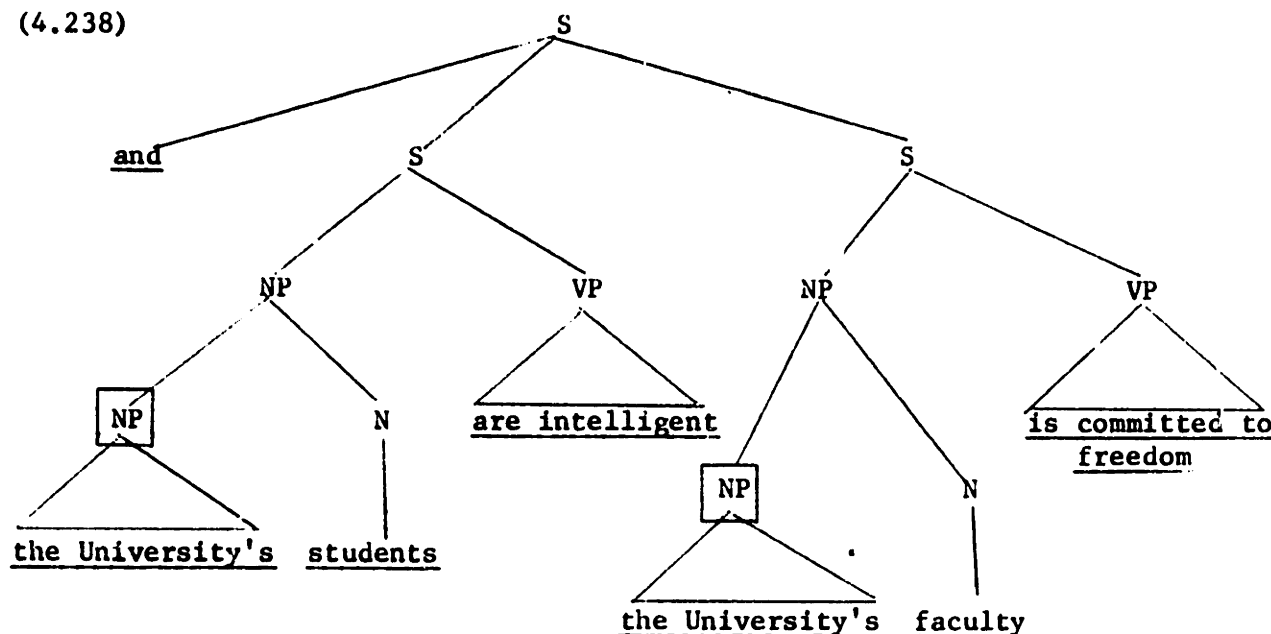 (4.238)
S
and S S
NP VP NP VP
NP N are intelligent is committed to
freedom
NP N
the University's students
the University's faculty